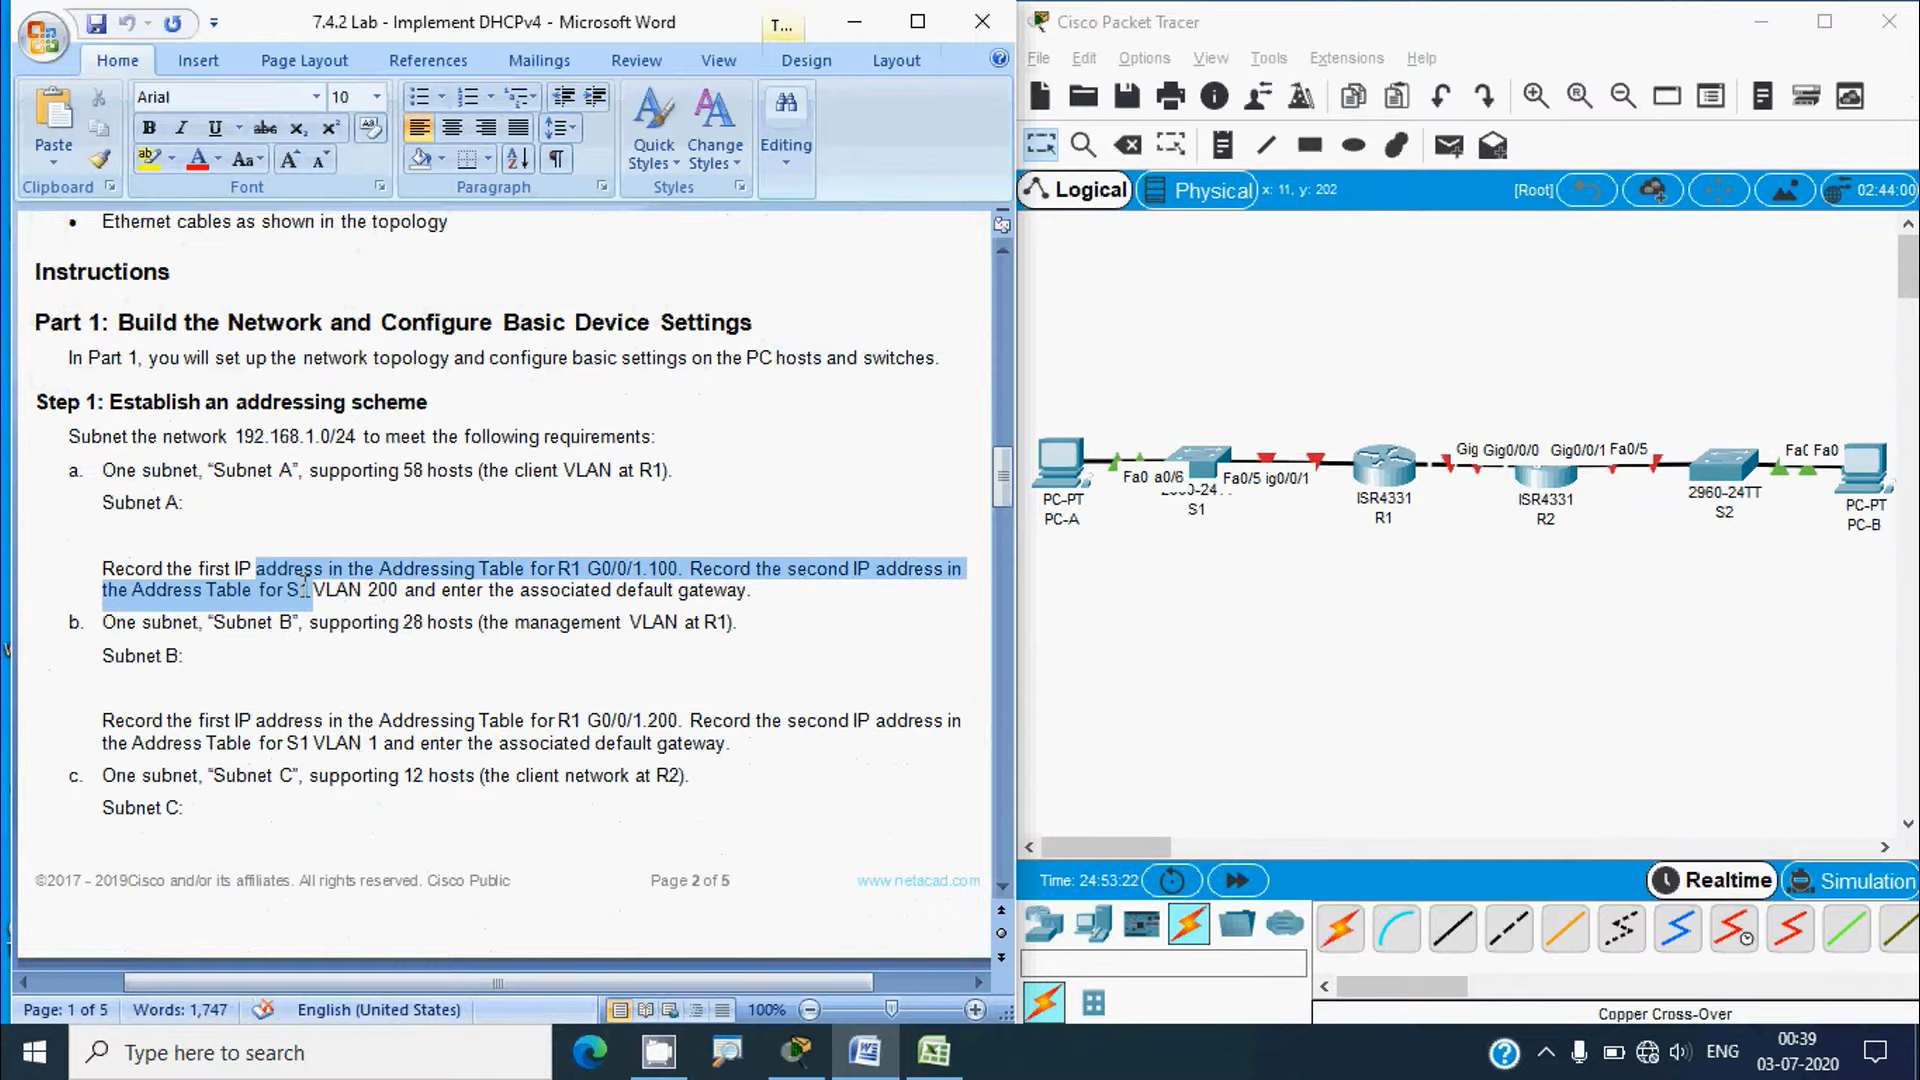 7.4.2 Lab - Implement DHCPv4 - Microsoft Word
T...
Home
Insert
Page Layout
References
Mailings
Review
View
Design
Layout
Paste
Clipboard
Arial
10
Font
Paragraph
Quick Styles
Change Styles
Styles
Editing
• Ethernet cables as shown in the topology
Instructions
Part 1: Build the Network and Configure Basic Device Settings
In Part 1, you will set up the network topology and configure basic settings on the PC hosts and switches.
Step 1: Establish an addressing scheme
Subnet the network 192.168.1.0/24 to meet the following requirements:
a. One subnet, “Subnet A”, supporting 58 hosts (the client VLAN at R1).
Subnet A:
Record the first IP address in the Addressing Table for R1 G0/0/1.100. Record the second IP address in
the Address Table for S1 VLAN 200 and enter the associated default gateway.
b. One subnet, “Subnet B”, supporting 28 hosts (the management VLAN at R1).
Subnet B:
Record the first IP address in the Addressing Table for R1 G0/0/1.200. Record the second IP address in
the Address Table for S1 VLAN 1 and enter the associated default gateway.
c. One subnet, “Subnet C”, supporting 12 hosts (the client network at R2).
Subnet C:
©2017 - 2019Cisco and/or its affiliates. All rights reserved. Cisco Public
Page 2 of 5
www.netacad.com
Page: 1 of 5
Words: 1,747
English (United States)
100%
Cisco Packet Tracer
File
Edit
Options
View
Tools
Extensions
Help
Logical
Physical
x: 11, y: 202
[Root]
02:44:00
Fa0
a0/6
Fa0/5
ig0/0/1
Gig
Gig0/0/0
Gig0/0/1
Fa0/5
Fa0
PC-PT
PC-A
S1
ISR4331
R1
ISR4331
R2
2960-24TT
S2
PC-PT
PC-B
Time: 24:53:22
Realtime
Simulation
Copper Cross-Over
Type here to search
ENG
00:39
03-07-2020